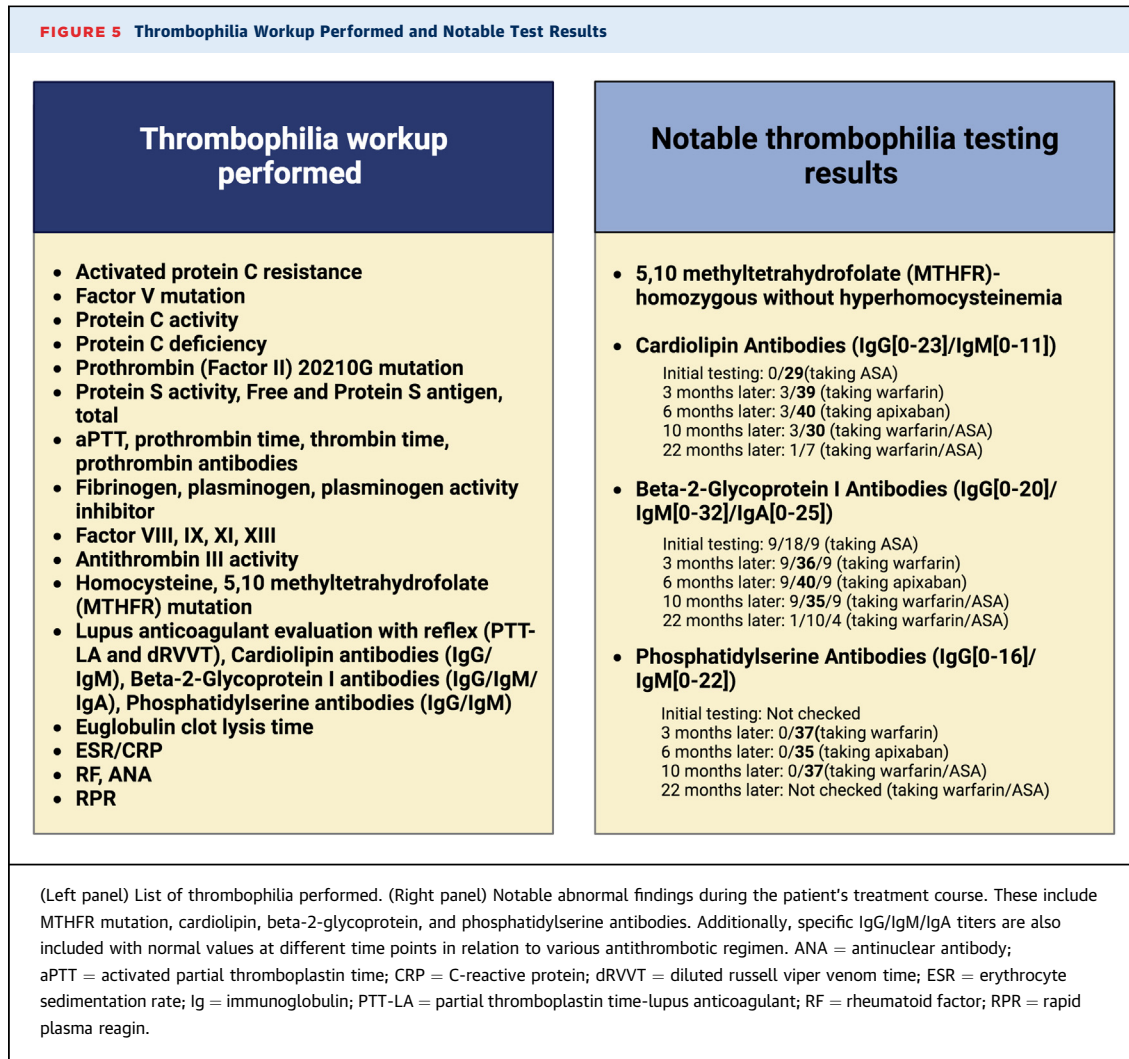 FIGURE 5 Thrombophilia Workup Performed and Notable Test Results
Thrombophilia workup
performed
• Activated protein C resistance
• Factor V mutation
• Protein C activity
• Protein C deficiency
• Prothrombin (Factor II) 20210G mutation
• Protein S activity, Free and Protein S antigen,
total
• aPTT, prothrombin time, thrombin time,
prothrombin antibodies
• Fibrinogen, plasminogen, plasminogen activity
inhibitor
• Factor VIII, IX, XI, XIII
• Antithrombin III activity
• Homocysteine, 5,10 methyltetrahydrofolate
(MTHFR) mutation
• Lupus anticoagulant evaluation with reflex (PTT-
LA and dRVVT), Cardiolipin antibodies (IgG/
IgM), Beta-2-Glycoprotein I antibodies (IgG/IgM/
IgA), Phosphatidylserine antibodies (IgG/IgM)
• Euglobulin clot lysis time
• ESR/CRP
• RF, ANA
• RPR
Notable thrombophilia testing
results
• 5,10 methyltetrahydrofolate (MTHFR)-
homozygous without hyperhomocysteinemia
• Cardiolipin Antibodies (IgG[0-23]/IgM[0-11])
Initial testing: 0/29(taking ASA)
3 months later: 3/39 (taking warfarin)
6 months later: 3/40 (taking apixaban)
10 months later: 3/30 (taking warfarin/ASA)
22 months later: 1/7 (taking warfarin/ASA)
• Beta-2-Glycoprotein I Antibodies (IgG[0-20]/
IgM[0-32]/IgA[0-25])
Initial testing: 9/18/9 (taking ASA)
3 months later: 9/36/9 (taking warfarin)
6 months later: 9/40/9 (taking apixaban)
10 months later: 9/35/9 (taking warfarin/ASA)
22 months later: 1/10/4 (taking warfarin/ASA)
• Phosphatidylserine Antibodies (IgG[0-16]/
IgM[0-22])
Initial testing: Not checked
3 months later: 0/37(taking warfarin)
6 months later: 0/35 (taking apixaban)
10 months later: 0/37(taking warfarin/ASA)
22 months later: Not checked (taking warfarin/ASA)
(Left panel) List of thrombophilia performed. (Right panel) Notable abnormal findings during the patient's treatment course. These include
MTHFR mutation, cardiolipin, beta-2-glycoprotein, and phosphatidylserine antibodies. Additionally, specific IgG/IgM/IgA titers are also
included with normal values at different time points in relation to various antithrombotic regimen. ANA = antinuclear antibody;
aPTT = activated partial thromboplastin time; CRP = C-reactive protein; dRVVT = diluted russell viper venom time; ESR = erythrocyte
sedimentation rate; Ig = immunoglobulin; PTT-LA = partial thromboplastin time-lupus anticoagulant; RF = rheumatoid factor; RPR = rapid
plasma reagin.